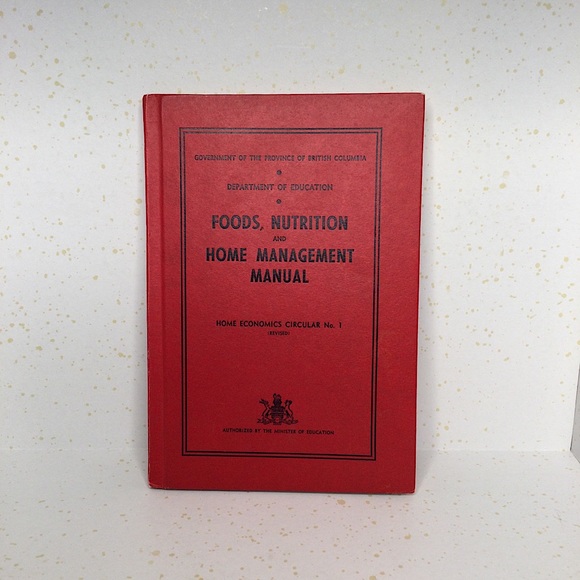 GOVERNMENT OF THE PROVINCE OF BRITISH COLUMBIA
DEPARTMENT OF EDUCATION
FOODS, NUTRITION
AND
HOME MANAGEMENT
MANUAL
HOME ECONOMICS CIRCULAR No. 1
(REVISED)
AUTHORIZED BY THE MINISTER OF EDUCATION